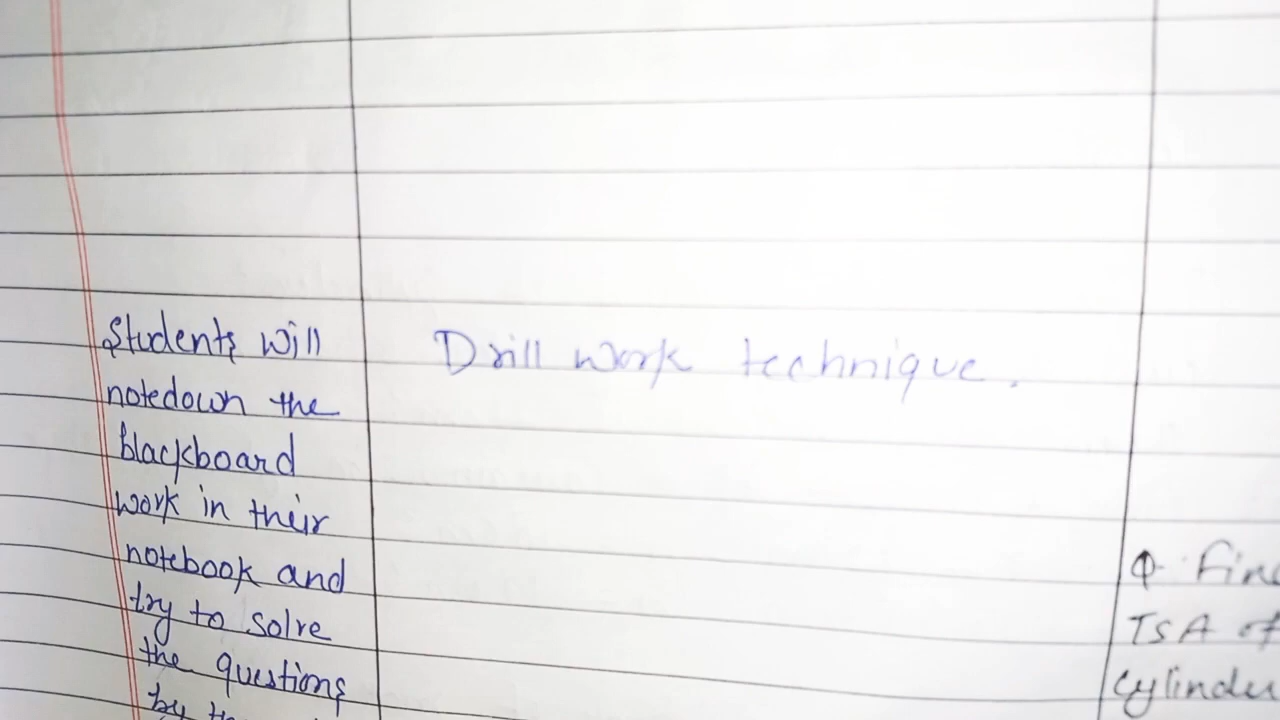 Students will
notedown the
blackboard
work in their
notebook and
try to solve
the questions
by
Drill work technique.
Q. Find
TSA of
cylinder